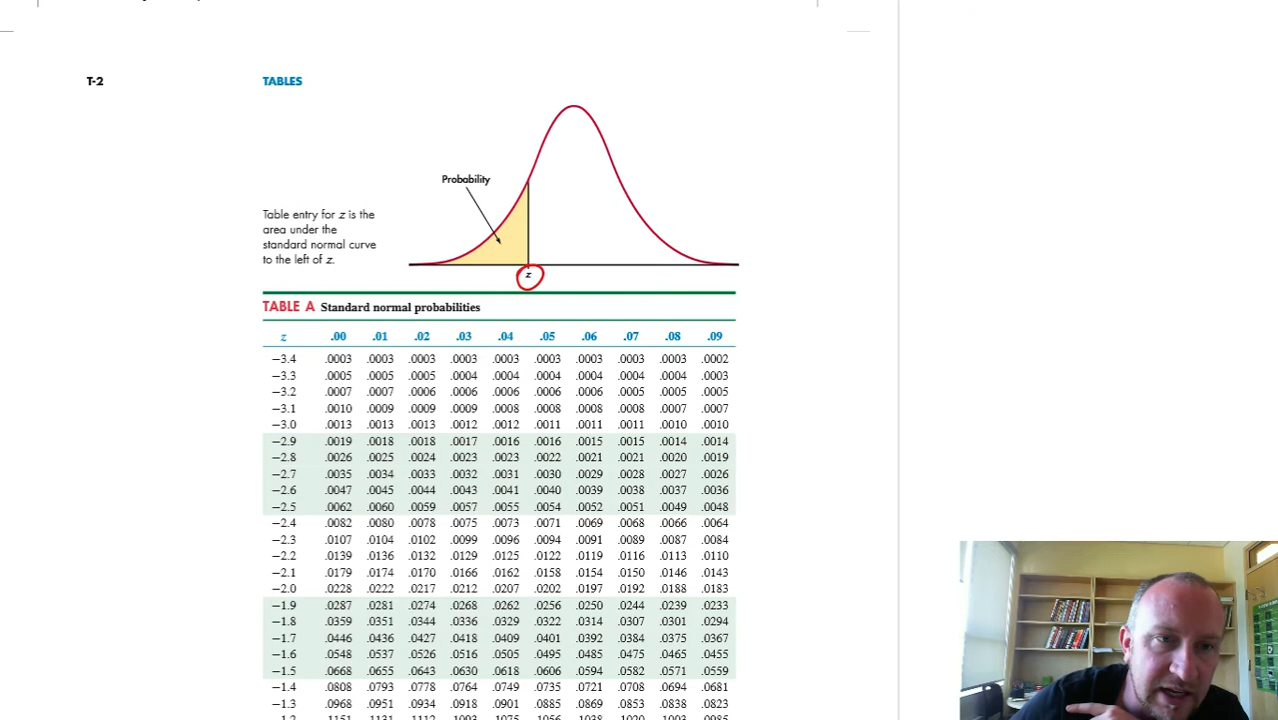 T-2 TABLES
Probability
Table entry for z is the
area under the
standard normal curve
to the left of z.
z
TABLE A Standard normal probabilities
z .00 .01 .02 .03 .04 .05 .06 .07 .08 .09
−3.4 .0003 .0003 .0003 .0003 .0003 .0003 .0003 .0003 .0003 .0002
−3.3 .0005 .0005 .0005 .0004 .0004 .0004 .0004 .0004 .0004 .0003
−3.2 .0007 .0007 .0006 .0006 .0006 .0006 .0006 .0005 .0005 .0005
−3.1 .0010 .0009 .0009 .0009 .0008 .0008 .0008 .0008 .0007 .0007
−3.0 .0013 .0013 .0013 .0012 .0012 .0011 .0011 .0011 .0010 .0010
−2.9 .0019 .0018 .0018 .0017 .0016 .0016 .0015 .0015 .0014 .0014
−2.8 .0026 .0025 .0024 .0023 .0023 .0022 .0021 .0021 .0020 .0019
−2.7 .0035 .0034 .0033 .0032 .0031 .0030 .0029 .0028 .0027 .0026
−2.6 .0047 .0045 .0044 .0043 .0041 .0040 .0039 .0038 .0037 .0036
−2.5 .0062 .0060 .0059 .0057 .0055 .0054 .0052 .0051 .0049 .0048
−2.4 .0082 .0080 .0078 .0075 .0073 .0071 .0069 .0068 .0066 .0064
−2.3 .0107 .0104 .0102 .0099 .0096 .0094 .0091 .0089 .0087 .0084
−2.2 .0139 .0136 .0132 .0129 .0125 .0122 .0119 .0116 .0113 .0110
−2.1 .0179 .0174 .0170 .0166 .0162 .0158 .0154 .0150 .0146 .0143
−2.0 .0228 .0222 .0217 .0212 .0207 .0202 .0197 .0192 .0188 .0183
−1.9 .0287 .0281 .0274 .0268 .0262 .0256 .0250 .0244 .0239 .0233
−1.8 .0359 .0351 .0344 .0336 .0329 .0322 .0314 .0307 .0301 .0294
−1.7 .0446 .0436 .0427 .0418 .0409 .0401 .0392 .0384 .0375 .0367
−1.6 .0548 .0537 .0526 .0516 .0505 .0495 .0485 .0475 .0465 .0455
−1.5 .0668 .0655 .0643 .0630 .0618 .0606 .0594 .0582 .0571 .0559
−1.4 .0808 .0793 .0778 .0764 .0749 .0735 .0721 .0708 .0694 .0681
−1.3 .0968 .0951 .0934 .0918 .0901 .0885 .0869 .0853 .0838 .0823